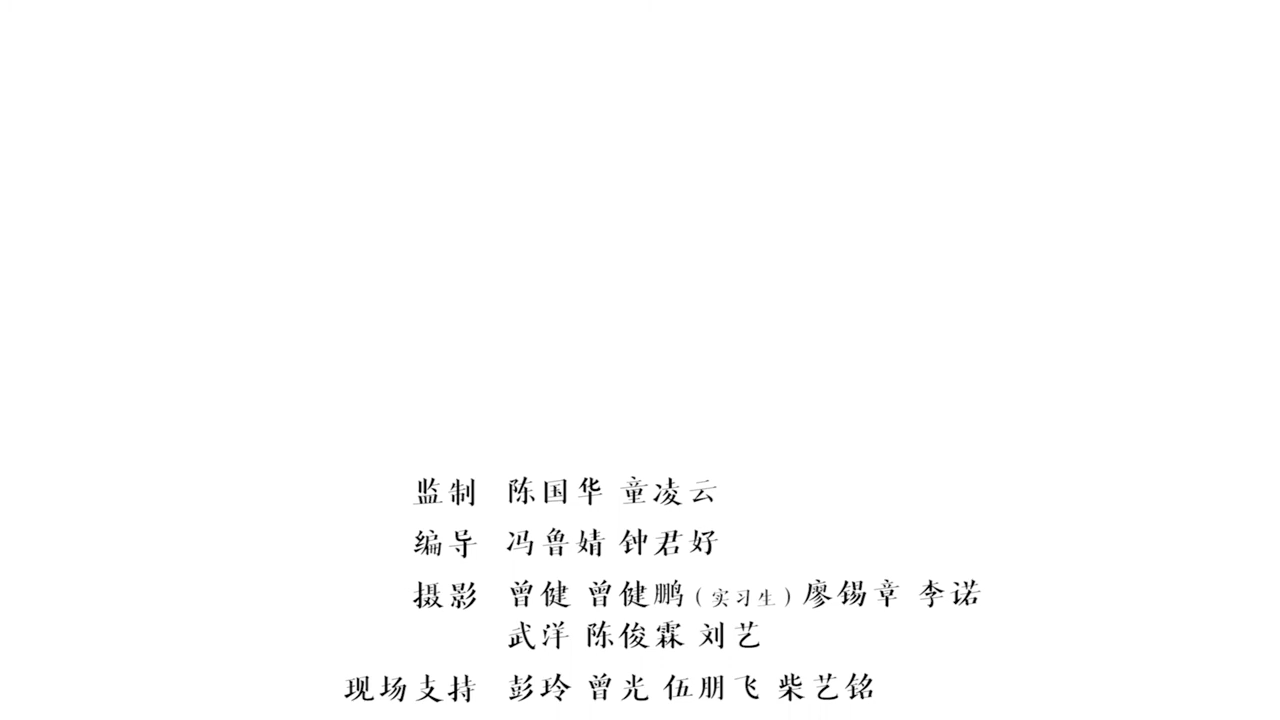 监制 陈国华 童凌云
编导 冯鲁婧 钟君好
摄影 曾健 曾健鹏(实习生)廖锡章 李诺
武洋 陈俊霖 刘艺
现场支持 彭玲 曾光 伍朋飞 柴艺铭